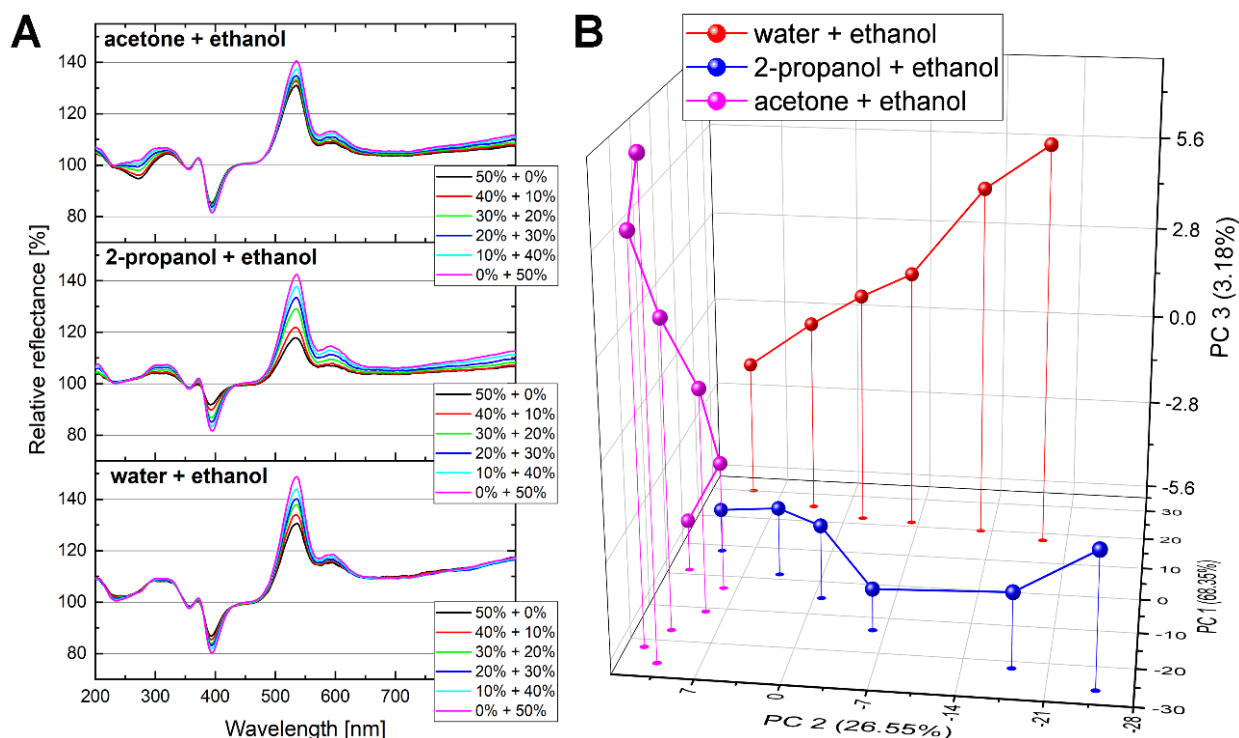 A
acetone + ethanol
140
120
100
80
50% + 0%
40% + 10%
30% + 20%
20% + 30%
10% + 40%
0% + 50%
2-propanol + ethanol
140
120
100
80
50% + 0%
40% + 10%
30% + 20%
20% + 30%
10% + 40%
0% + 50%
water + ethanol
140
120
100
80
50% + 0%
40% + 10%
30% + 20%
20% + 30%
10% + 40%
0% + 50%
Relative reflectance [%]
200 300 400 500 600 700
Wavelength [nm]
B
water + ethanol
2-propanol + ethanol
acetone + ethanol
5.6
2.8
0.0
-2.8
-5.6
PC 3 (3.18%)
30
20
10
0
-10
-20
-30
PC 1 (68.35%)
7 0 -7 -14 -21 -28
PC 2 (26.55%)